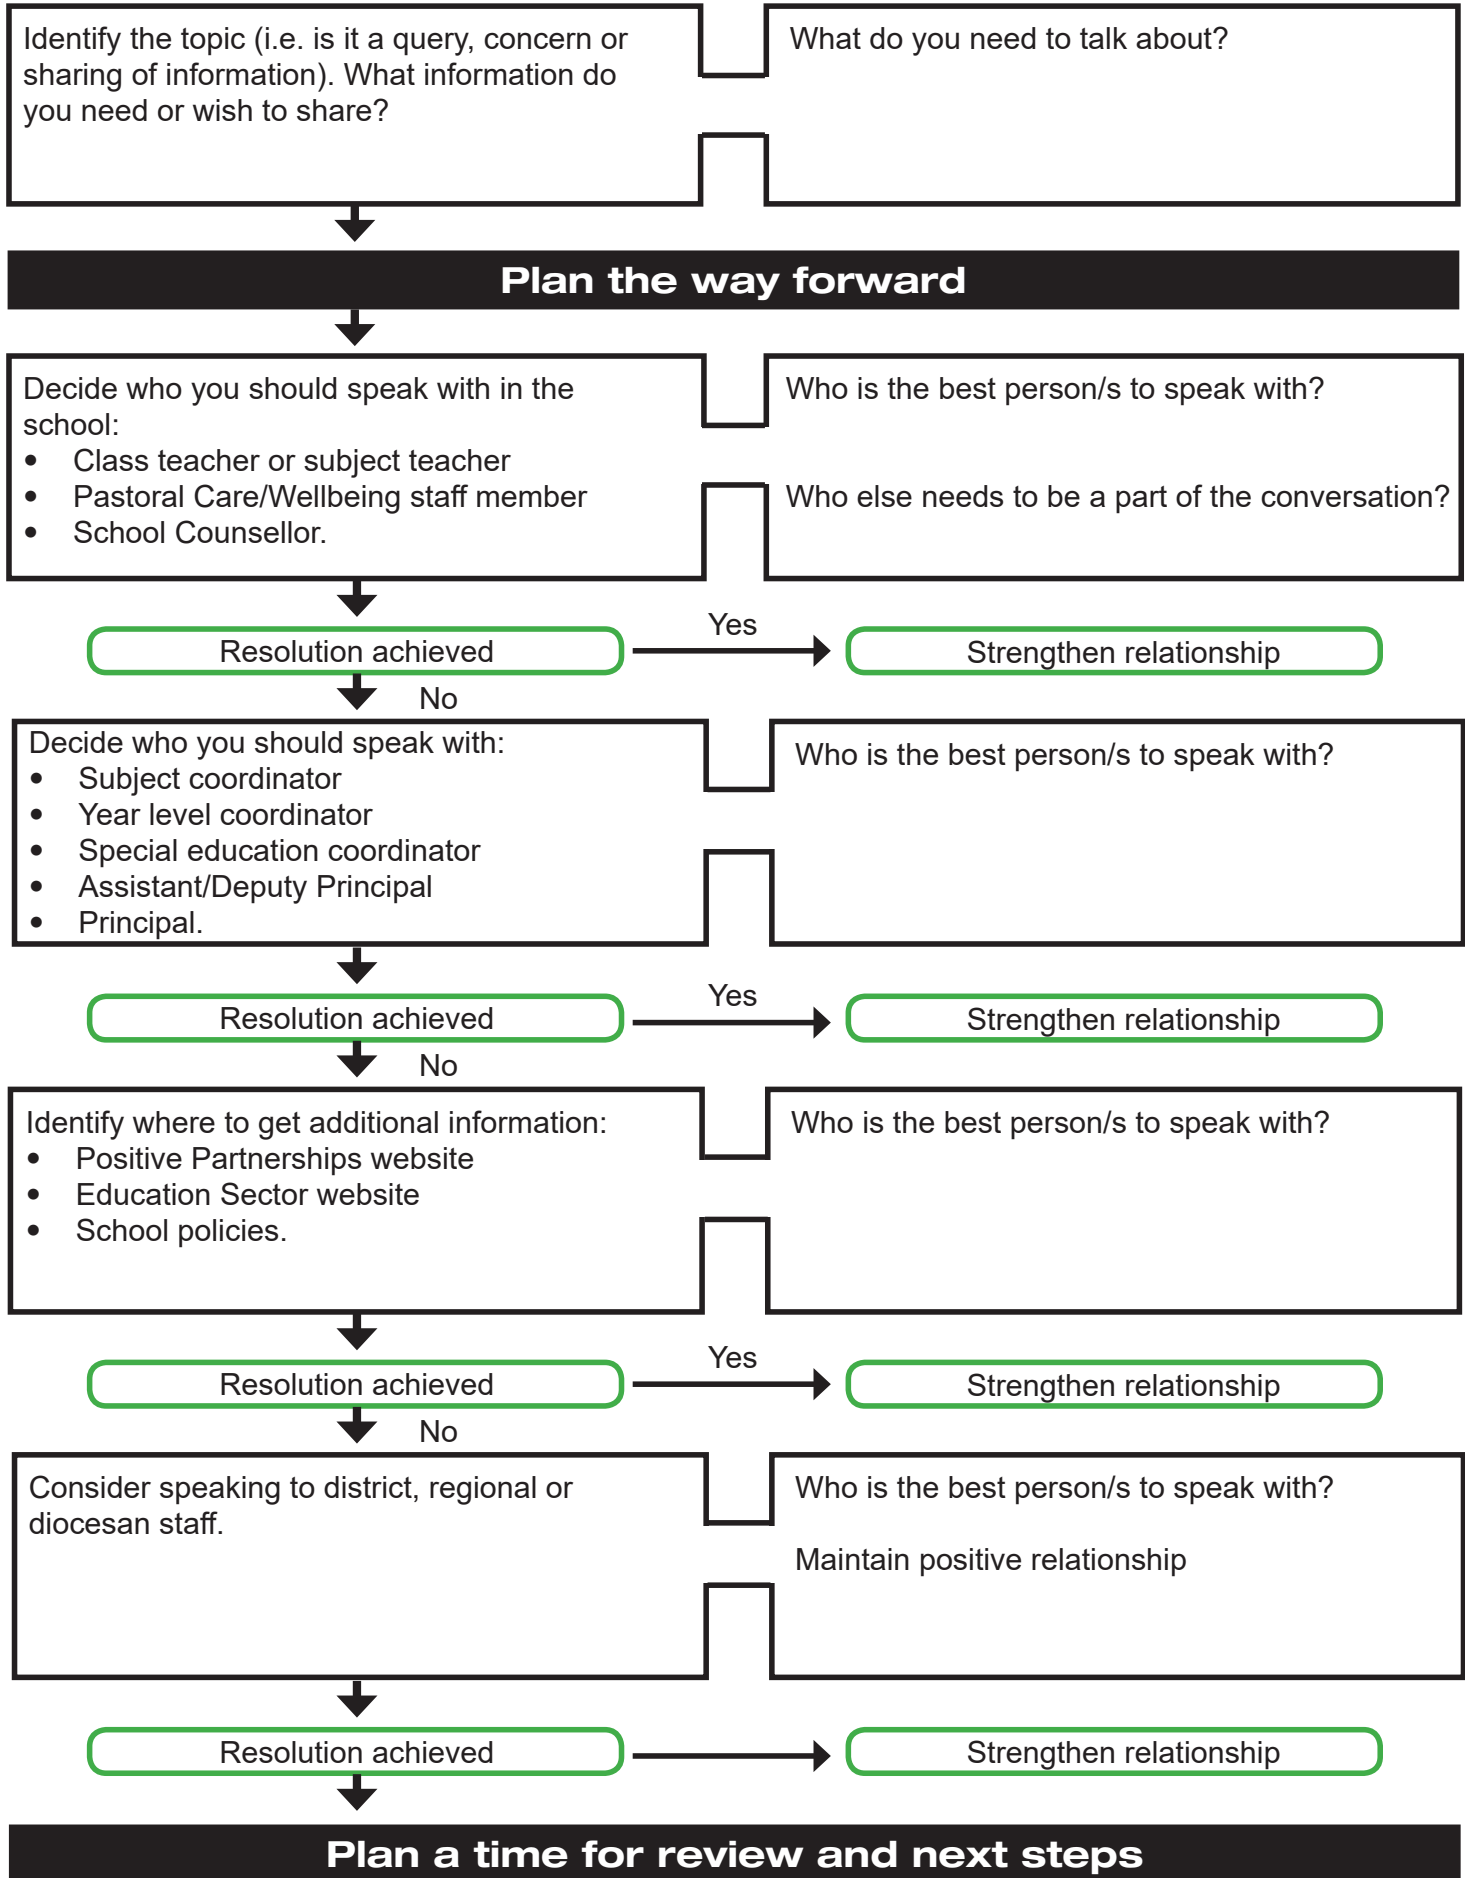 Identify the topic (i.e. is it a query, concern or
sharing of information). What information do
you need or wish to share?
What do you need to talk about?
Plan the way forward
Decide who you should speak with in the
school:
• Class teacher or subject teacher
• Pastoral Care/Wellbeing staff member
• School Counsellor.
Who is the best person/s to speak with?
Who else needs to be a part of the conversation?
Resolution achieved
Yes
Strengthen relationship
No
Decide who you should speak with:
• Subject coordinator
• Year level coordinator
• Special education coordinator
• Assistant/Deputy Principal
• Principal.
Who is the best person/s to speak with?
Resolution achieved
Yes
Strengthen relationship
No
Identify where to get additional information:
• Positive Partnerships website
• Education Sector website
• School policies.
Who is the best person/s to speak with?
Resolution achieved
Yes
Strengthen relationship
No
Consider speaking to district, regional or
diocesan staff.
Who is the best person/s to speak with?
Maintain positive relationship
Resolution achieved
Strengthen relationship
Plan a time for review and next steps